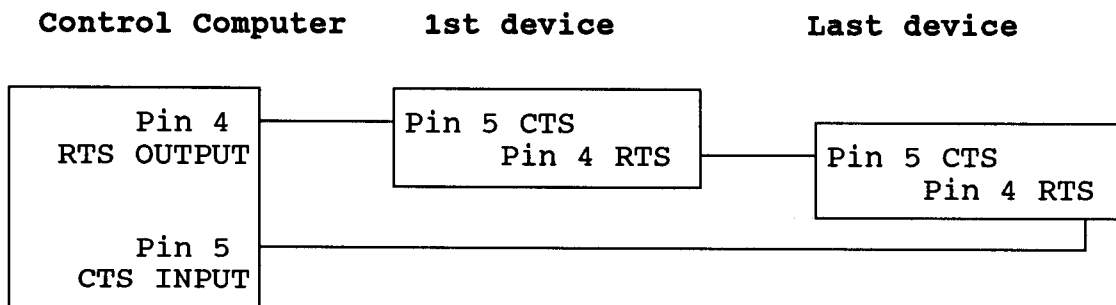 Control Computer 1st device Last device
Pin 4
RTS OUTPUT
Pin 5
CTS INPUT
Pin 5 CTS
Pin 4 RTS
Pin 5 CTS
Pin 4 RTS